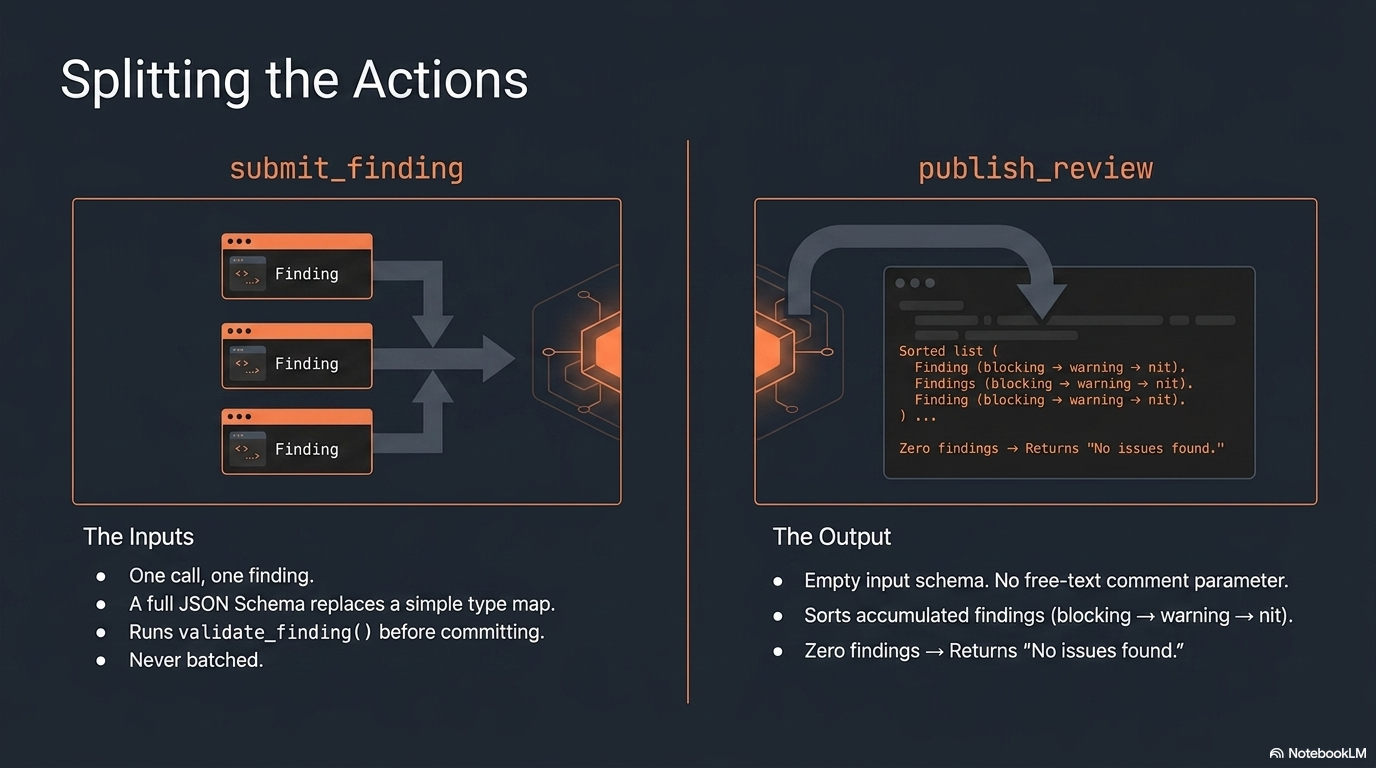 Splitting the Actions
submit_finding
Finding
Finding
Finding
The Inputs
● One call, one finding.
● A full JSON Schema replaces a simple type map.
● Runs validate_finding() before committing.
● Never batched.
publish_review
Sorted list (
Finding (blocking → warning → nit).
Findings (blocking → warning → nit).
Finding (blocking → warning → nit).
) ...
Zero findings → Returns "No issues found."
The Output
● Empty input schema. No free-text comment parameter.
● Sorts accumulated findings (blocking → warning → nit).
● Zero findings → Returns “No issues found.”
NotebookLM